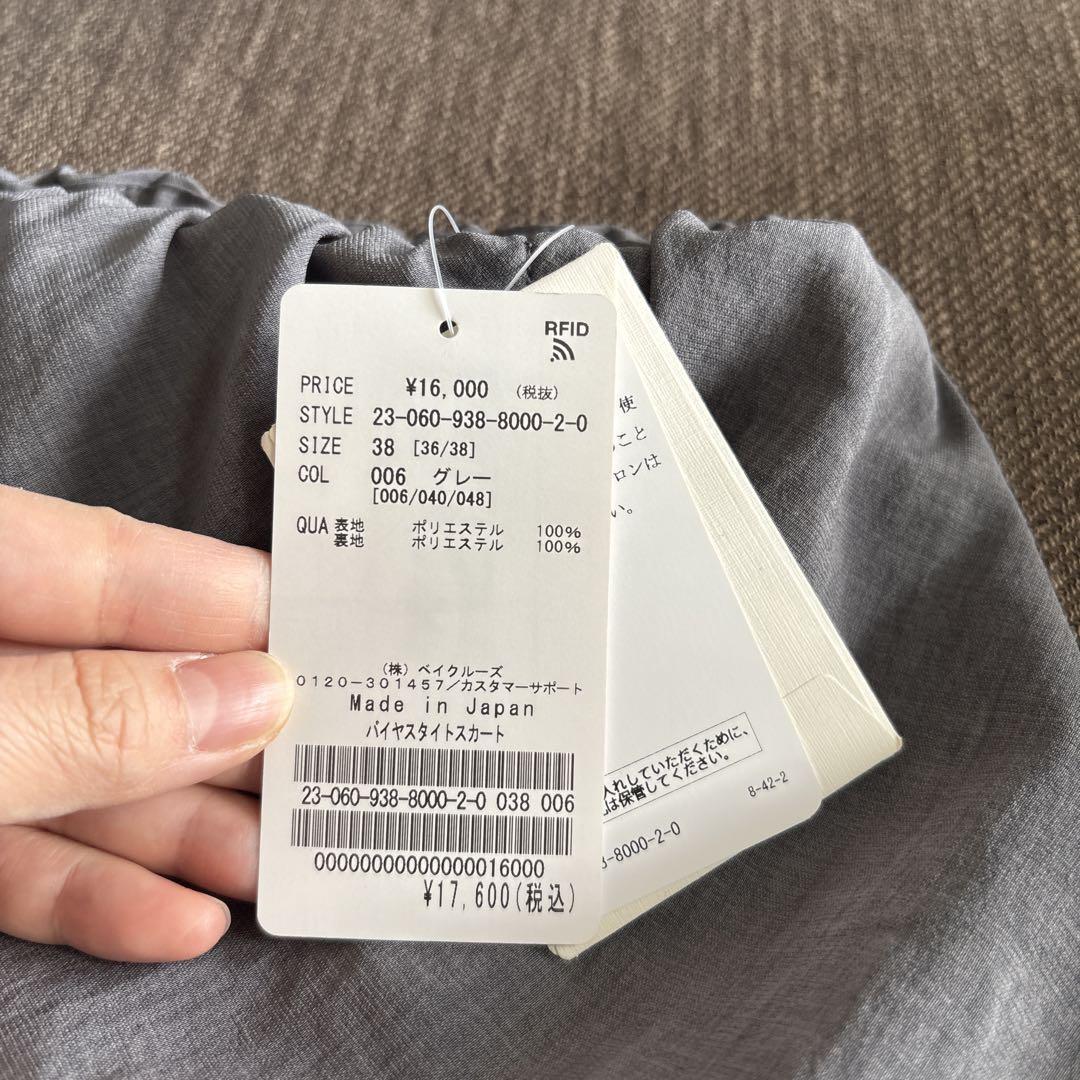 RFID
PRICE ¥16,000 (税抜)
STYLE 23-060-938-8000-2-0
SIZE 38 [36/38]
COL 006 グレー
[006/040/048]
QUA 表地 ポリエステル 100%
裏地 ポリエステル 100%
(株)ベイクルーズ
0120-301457/カスタマーサポート
Made in Japan
バイヤスタイトスカート
23-060-938-8000-2-0 038 006
00000000000000016000
¥17,600(税込)
使
こと
ロンは
い。
入れしていただくために、
は保管してください。
8-42-2
-8000-2-0